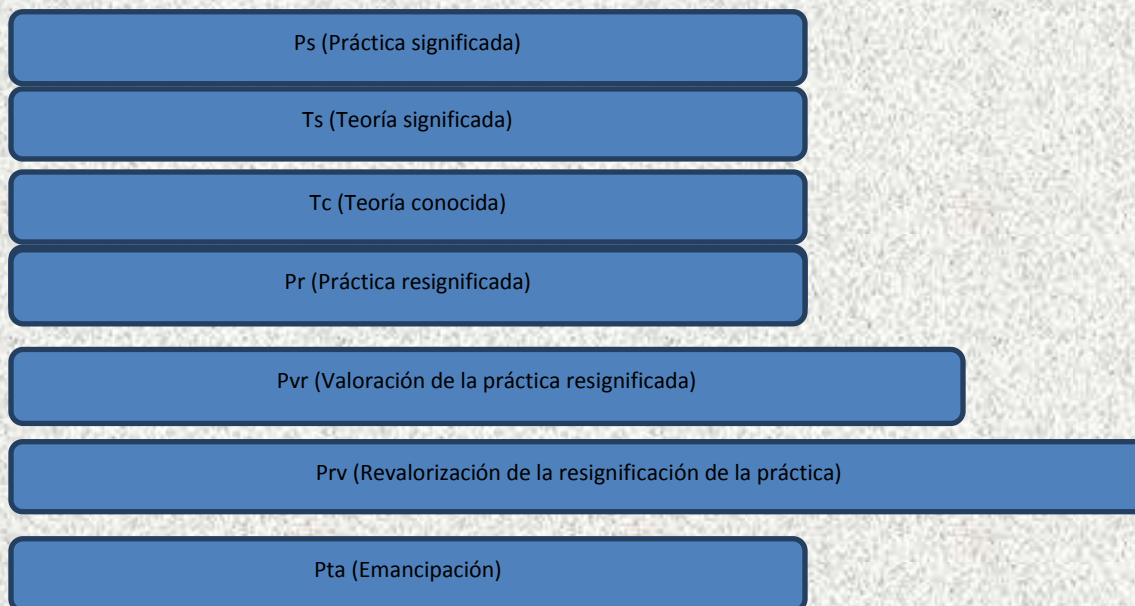 Ps (Práctica significada)
Ts (Teoría significada)
Tc (Teoría conocida)
Pr (Práctica resignificada)
Pvr (Valoración de la práctica resignificada)
Prv (Revalorización de la resignificación de la práctica)
Pta (Emancipación)